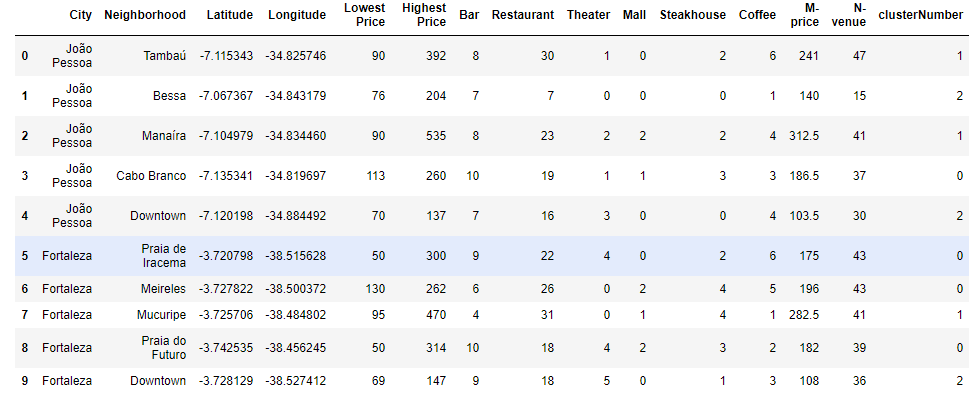 City Neighborhood Latitude Longitude Lowest Price Highest Price Bar Restaurant Theater Mall Steakhouse Coffee M-price N-venue clusterNumber
0 João Pessoa Tambaú -7.115343 -34.825746 90 392 8 30 1 0 2 6 241 47 1
1 João Pessoa Bessa -7.067367 -34.843179 76 204 7 7 0 0 0 1 140 15 2
2 João Pessoa Manaíra -7.104979 -34.834460 90 535 8 23 2 2 2 4 312.5 41 1
3 João Pessoa Cabo Branco -7.135341 -34.819697 113 260 10 19 1 1 3 3 186.5 37 0
4 João Pessoa Downtown -7.120198 -34.884492 70 137 7 16 3 0 0 4 103.5 30 2
5 Fortaleza Praia de Iracema -3.720798 -38.515628 50 300 9 22 4 0 2 6 175 43 0
6 Fortaleza Meireles -3.727822 -38.500372 130 262 6 26 0 2 4 5 196 43 0
7 Fortaleza Mucuripe -3.725706 -38.484802 95 470 4 31 0 1 4 1 282.5 41 1
8 Fortaleza Praia do Futuro -3.742535 -38.456245 50 314 10 18 4 2 3 2 182 39 0
9 Fortaleza Downtown -3.728129 -38.527412 69 147 9 18 5 0 1 3 108 36 2